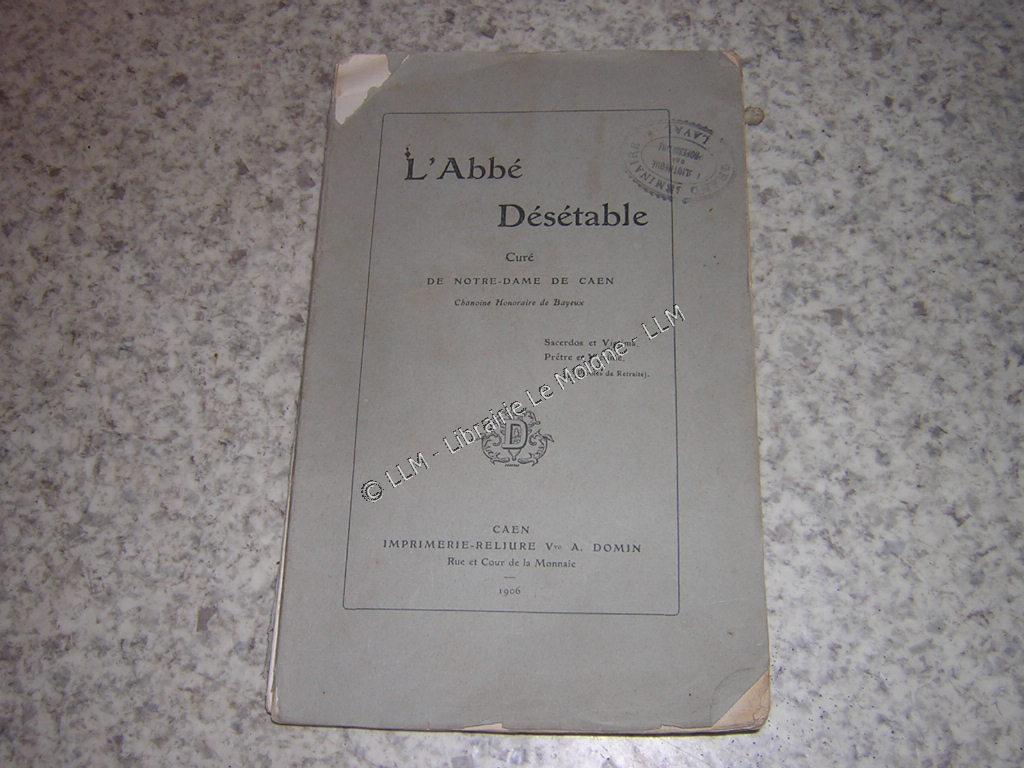 L'Abbé
Désétable
Curé
DE NOTRE-DAME DE CAEN
Chanoine Honoraire de Bayeux
Sacerdos et
Prêtre et
de Retraite).
D
CAEN
IMPRIMERIE-RELIURE Vve A. DOMIN
Rue et Cour de la Monnaie
1906
© LLM - Librairie Le Moigne - LLM